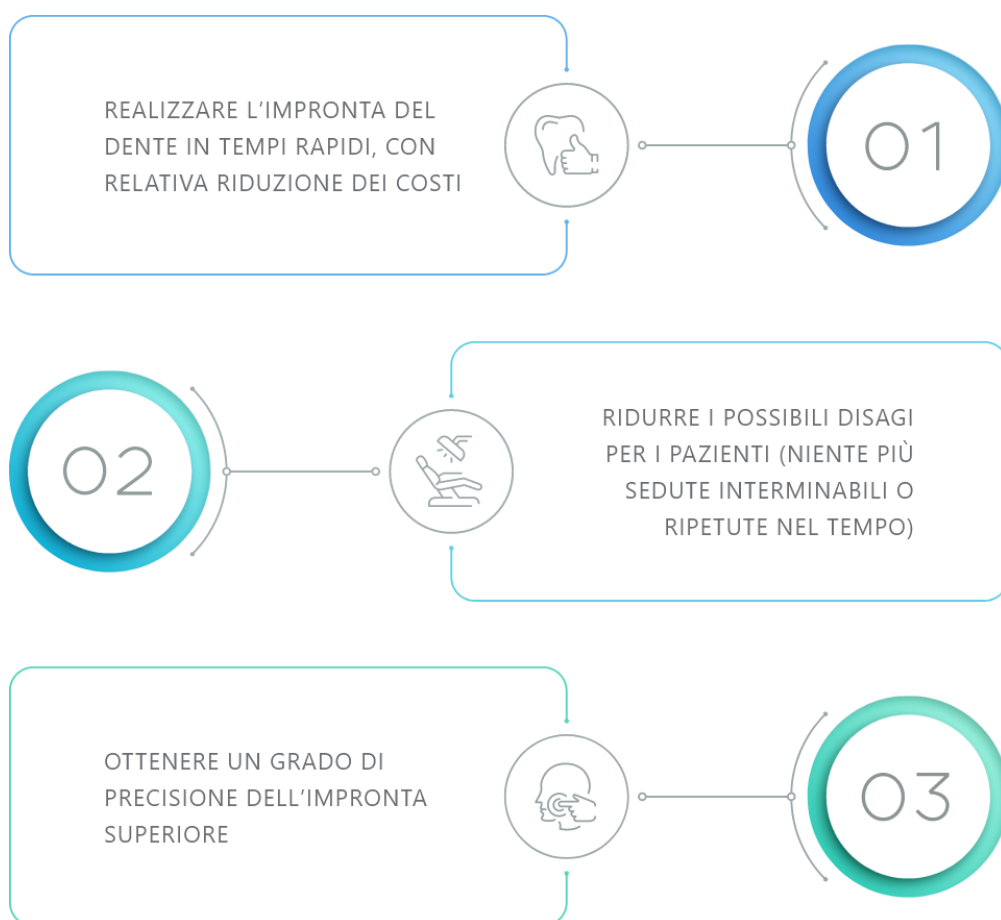 REALIZZARE L’IMPRONTA DEL
DENTE IN TEMPI RAPIDI, CON
RELATIVA RIDUZIONE DEI COSTI
01
02
RIDURRE I POSSIBILI DISAGI
PER I PAZIENTI (NIENTE PIÙ
SEDUTE INTERMINABILI O
RIPETUTE NEL TEMPO)
OTTENERE UN GRADO DI
PRECISIONE DELL’IMPRONTA
SUPERIORE
03